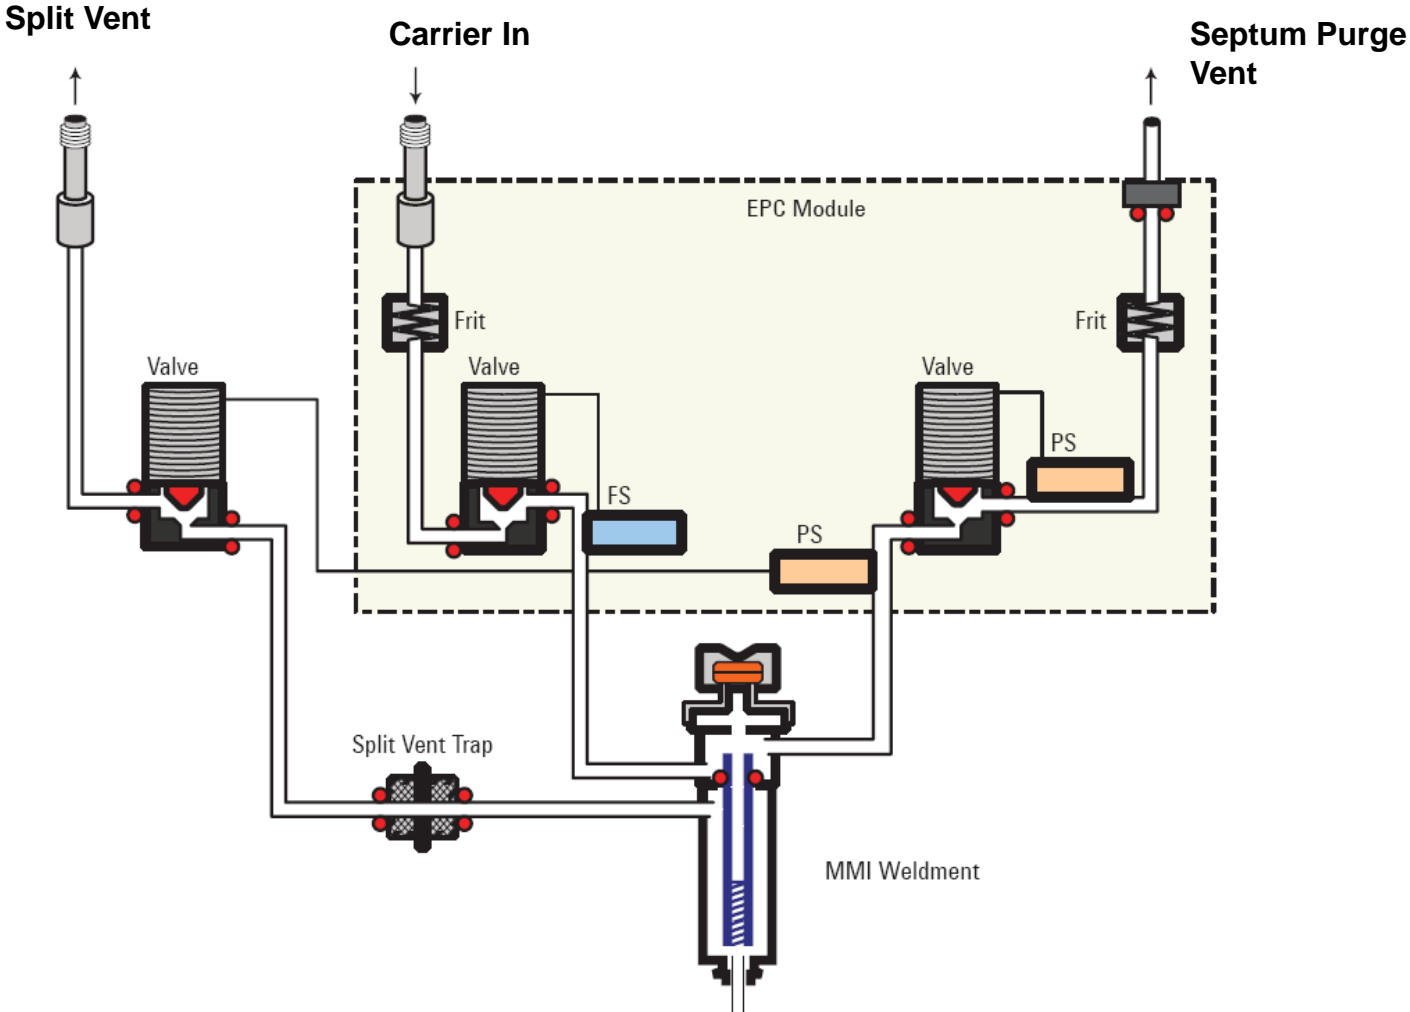 Split Vent
Carrier In
Septum Purge
Vent
EPC Module
Frit
Frit
Valve
Valve
Valve
PS
FS
PS
Split Vent Trap
MMI Weldment